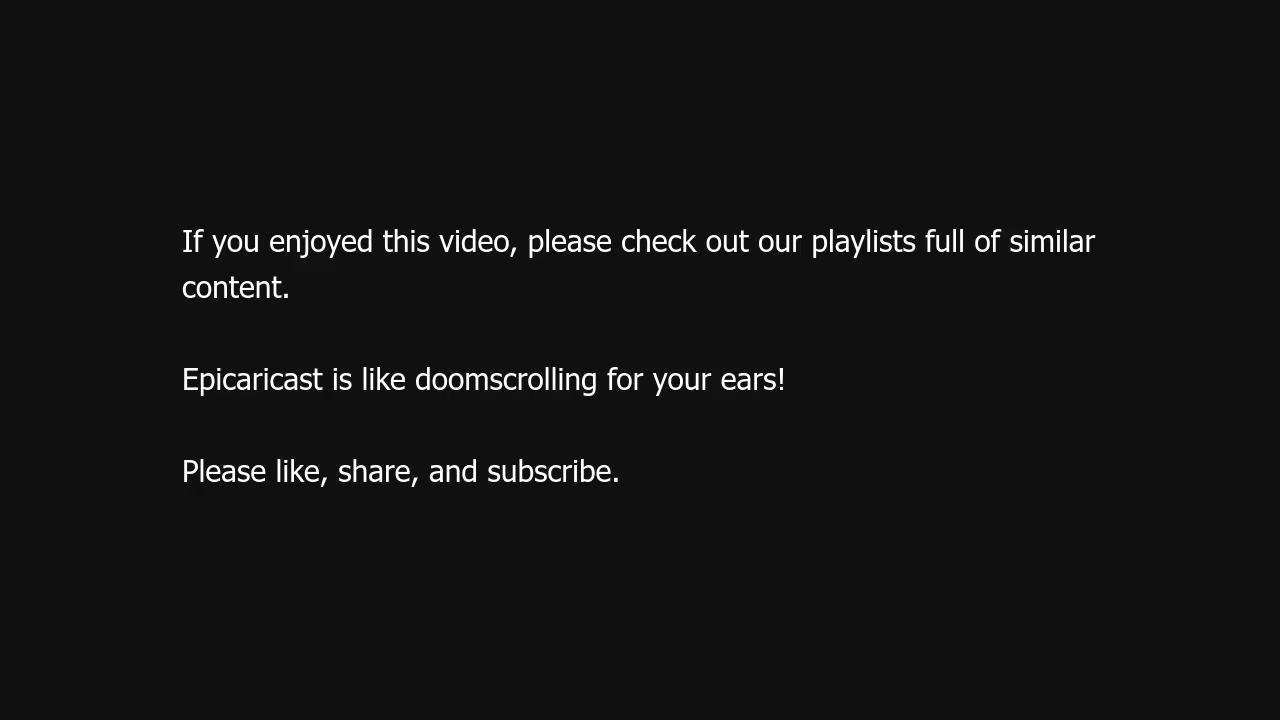 If you enjoyed this video, please check out our playlists full of similar
content.
Epicaricast is like doomscrolling for your ears!
Please like, share, and subscribe.